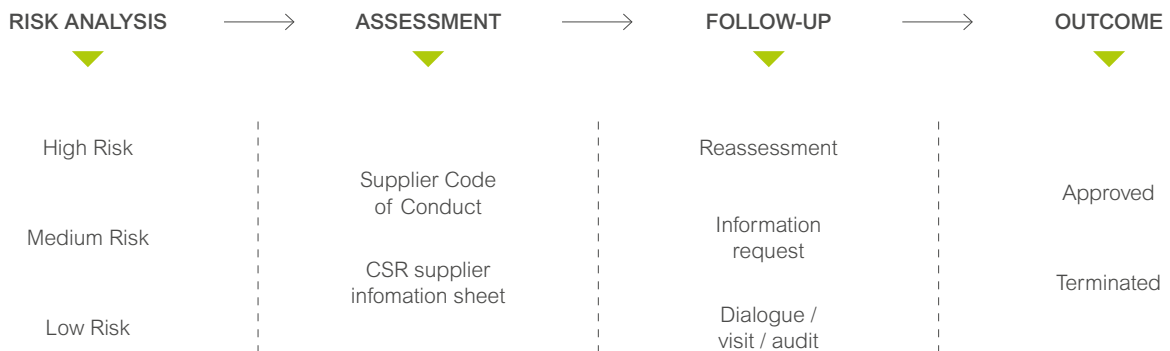 RISK ANALYSIS
ASSESSMENT
FOLLOW-UP
OUTCOME
High Risk
Medium Risk
Low Risk
Supplier Code
of Conduct
CSR supplier
infomation sheet
Reassessment
Information
request
Dialogue /
visit / audit
Approved
Terminated